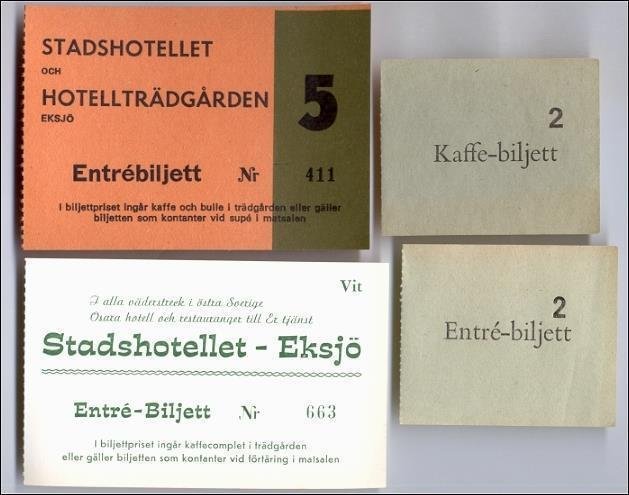 STADSHOTELLET
OCH
HOTELLTRÄDGÅRDEN
EKSJÖ
5
Entrébiljett Nr 411
I biljettpriset ingår kaffe och bulle i trädgården eller gäller
biljetten som kontanter vid supé i matsalen
2
Kaffe-biljett
Vit
I alla väderstreck i östra Sverige
Osara hotell och restauranger till Er tjänst
Stadshotellet - Eksjö
Entré-Biljett Nr 663
I biljettpriset ingår kaffecomplet i trädgården
eller gäller biljetten som kontanter vid förtäring i matsalen
2
Entré-biljett